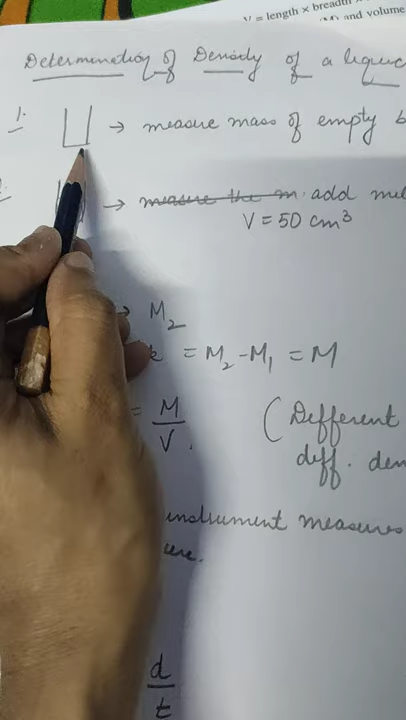 V = length × breadth
(M) and volume
Determination of Density of a liquid
1. → measure mass of empty b
→ measure the m. add
V = 50 cm³
→ M₂
k = M₂ - M₁ = M
= M/V. (Different
diff. den
instrument measures
ure.
d/t